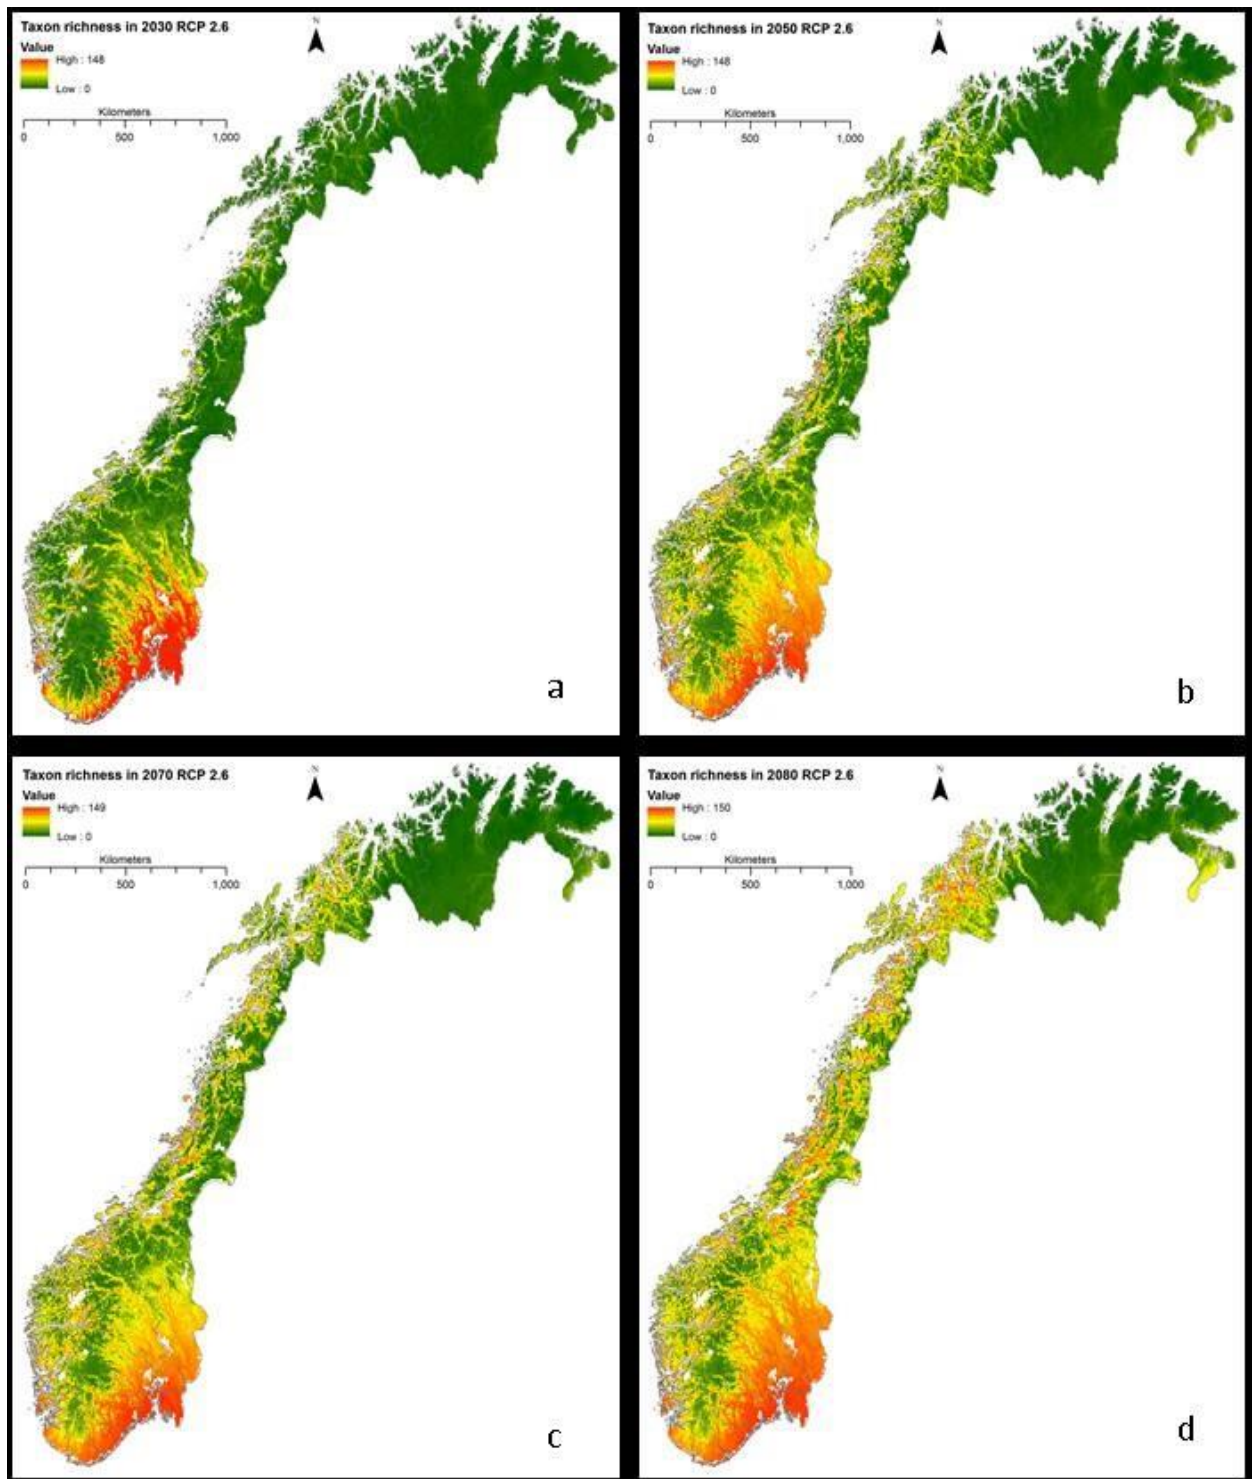 Taxon richness in 2030 RCP 2.6
N
Value
High : 148
Low : 0
Kilometers
0 500 1,000
a
Taxon richness in 2050 RCP 2.6
N
Value
High : 148
Low : 0
Kilometers
0 500 1,000
b
Taxon richness in 2070 RCP 2.6
N
Value
High : 149
Low : 0
Kilometers
0 500 1,000
c
Taxon richness in 2080 RCP 2.6
N
Value
High : 150
Low : 0
Kilometers
0 500 1,000
d